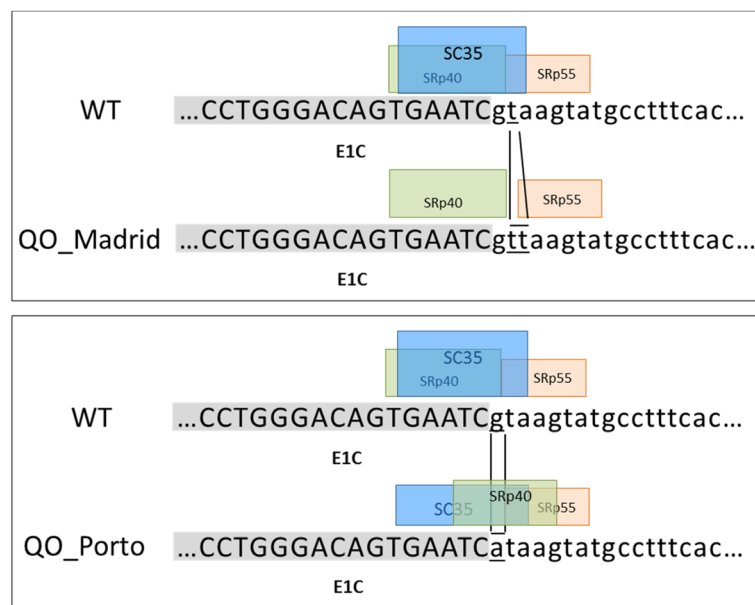 SC35
SRp40 SRp55
WT ...CCTGGGACAGTGAATCgtaagtatgcctttcac...
E1C
SRp40 SRp55
QO_Madrid ...CCTGGGACAGTGAATCgttaagtatgcctttcac...
E1C
SC35
SRp40 SRp55
WT ...CCTGGGACAGTGAATCgtaagtatgcctttcac...
E1C
SRp40
SC35 SRp55
QO_Porto ...CCTGGGACAGTGAATCataagtatgcctttcac...
E1C